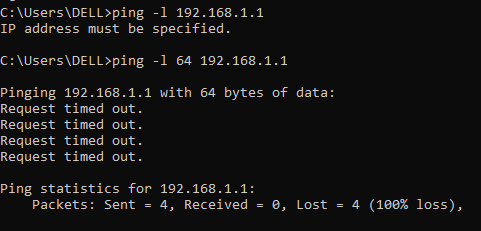 C:\Users\DELL>ping -l 192.168.1.1
IP address must be specified.
C:\Users\DELL>ping -l 64 192.168.1.1
Pinging 192.168.1.1 with 64 bytes of data:
Request timed out.
Request timed out.
Request timed out.
Request timed out.
Ping statistics for 192.168.1.1:
    Packets: Sent = 4, Received = 0, Lost = 4 (100% loss),